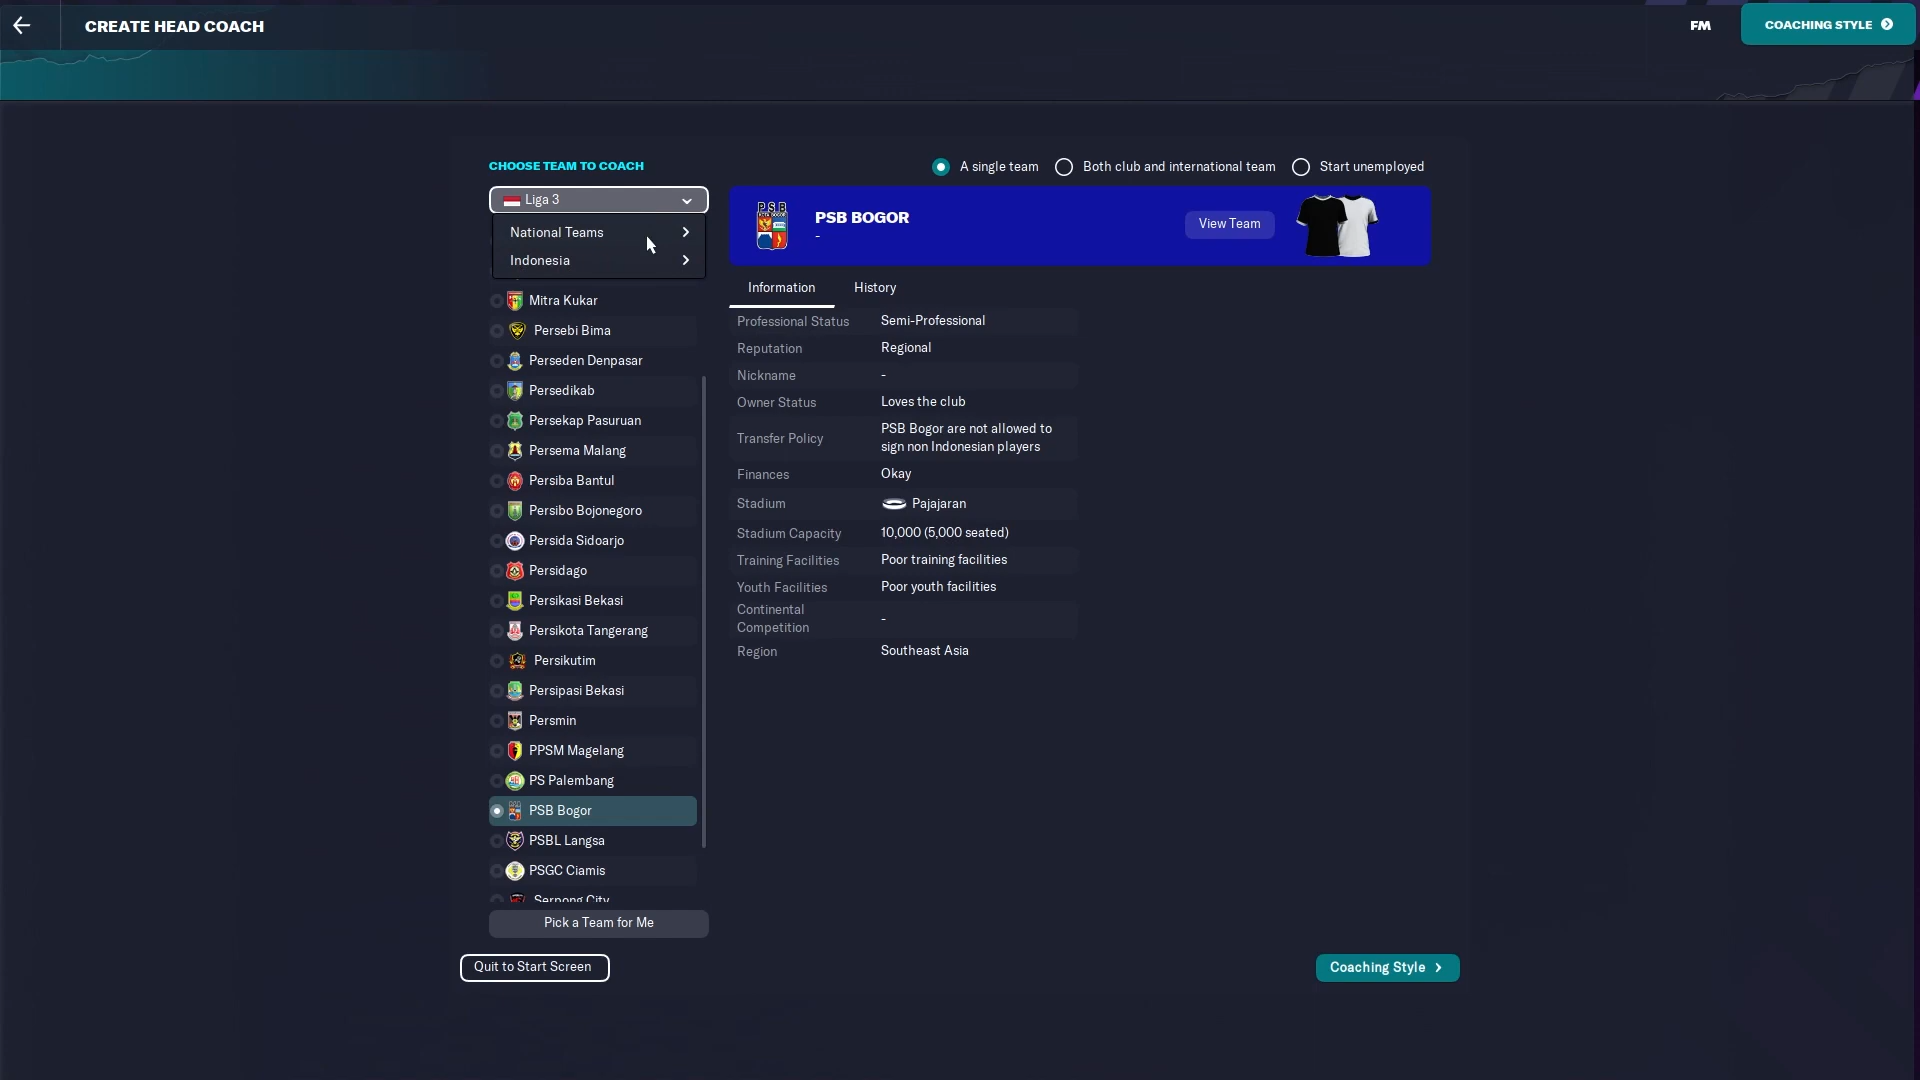 CREATE HEAD COACH
FM
COACHING STYLE
CHOOSE TEAM TO COACH
A single team
Both club and international team
Start unemployed
Liga 3
National Teams
Indonesia
Mitra Kukar
Persebi Bima
Perseden Denpasar
Persedikab
Persekap Pasuruan
Persema Malang
Persiba Bantul
Persibo Bojonegoro
Persida Sidoarjo
Persidago
Persikasi Bekasi
Persikota Tangerang
Persikutim
Persipasi Bekasi
Persmin
PPSM Magelang
PS Palembang
PSB Bogor
PSBL Langsa
PSGC Ciamis
Serpong City
Pick a Team for Me
PSB
KOTA BOGOR
PSB BOGOR
-
View Team
Information
History
Professional Status Semi-Professional
Reputation Regional
Nickname -
Owner Status Loves the club
Transfer Policy PSB Bogor are not allowed to
sign non Indonesian players
Finances Okay
Stadium Pajajaran
Stadium Capacity 10,000 (5,000 seated)
Training Facilities Poor training facilities
Youth Facilities Poor youth facilities
Continental
Competition -
Region Southeast Asia
Quit to Start Screen
Coaching Style